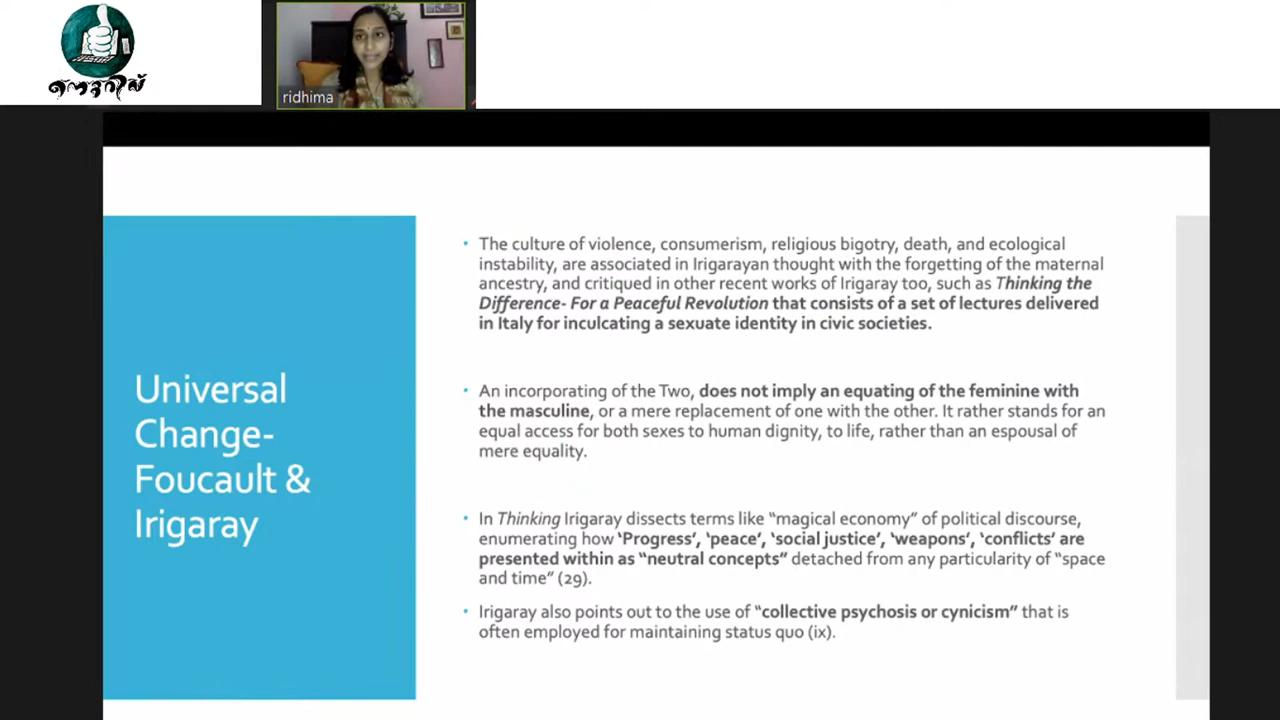 ridhima
Universal
Change-
Foucault &
Irigaray
• The culture of violence, consumerism, religious bigotry, death, and ecological
instability, are associated in Irigarayan thought with the forgetting of the maternal
ancestry, and critiqued in other recent works of Irigaray too, such as Thinking the
Difference- For a Peaceful Revolution that consists of a set of lectures delivered
in Italy for inculcating a sexuate identity in civic societies.
• An incorporating of the Two, does not imply an equating of the feminine with
the masculine, or a mere replacement of one with the other. It rather stands for an
equal access for both sexes to human dignity, to life, rather than an espousal of
mere equality.
• In Thinking Irigaray dissects terms like “magical economy” of political discourse,
enumerating how ‘Progress’, ‘peace’, ‘social justice’, ‘weapons’, ‘conflicts’ are
presented within as “neutral concepts” detached from any particularity of “space
and time” (29).
• Irigaray also points out to the use of “collective psychosis or cynicism” that is
often employed for maintaining status quo (ix).